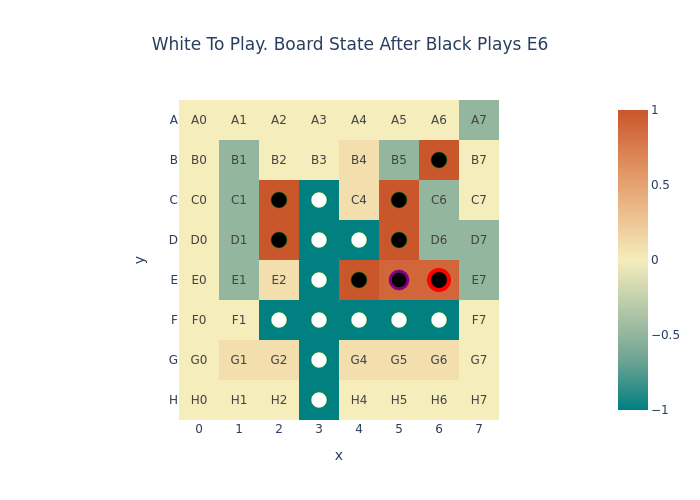 White To Play. Board State After Black Plays E6
A A0 A1 A2 A3 A4 A5 A6 A7 1
B B0 B1 B2 B3 B4 B5 B7
C C0 C1 C4 C6 C7 0.5
D D0 D1 D6 D7
y E E0 E1 E2 E7 0
F F0 F1 F7 −0.5
G G0 G1 G2 G4 G5 G6 G7
H H0 H1 H2 H4 H5 H6 H7 −1
0 1 2 3 4 5 6 7
x